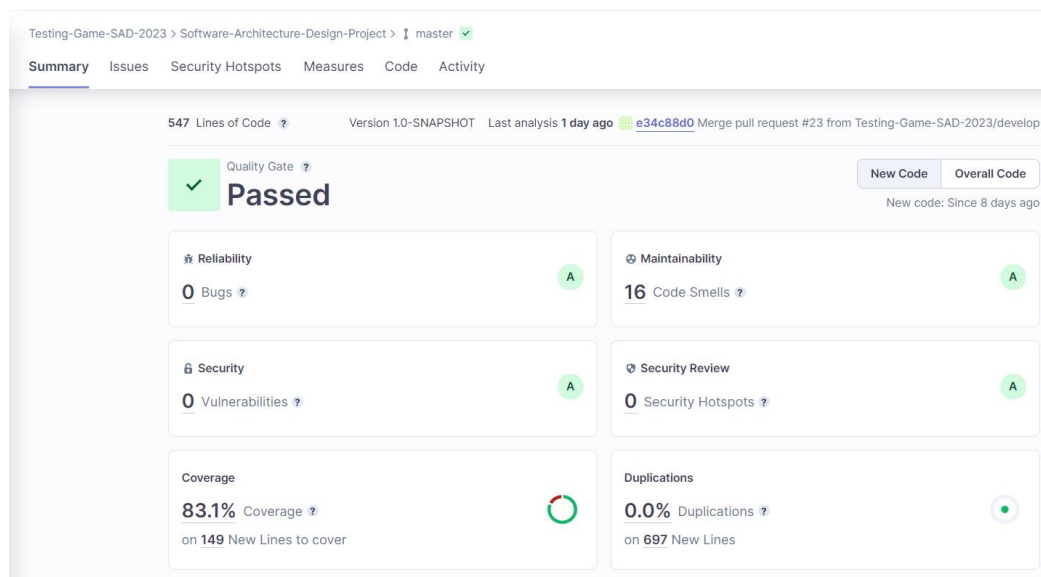 Testing-Game-SAD-2023 > Software-Architecture-Design-Project > master
Summary Issues Security Hotspots Measures Code Activity
547 Lines of Code ? Version 1.0-SNAPSHOT Last analysis 1 day ago e34c88d0 Merge pull request #23 from Testing-Game-SAD-2023/develop
Quality Gate ?
Passed
New Code Overall Code
New code: Since 8 days ago
Reliability
0 Bugs ?
A
Maintainability
16 Code Smells ?
A
Security
0 Vulnerabilities ?
A
Security Review
0 Security Hotspots ?
A
Coverage
83.1% Coverage ?
on 149 New Lines to cover
Duplications
0.0% Duplications ?
on 697 New Lines